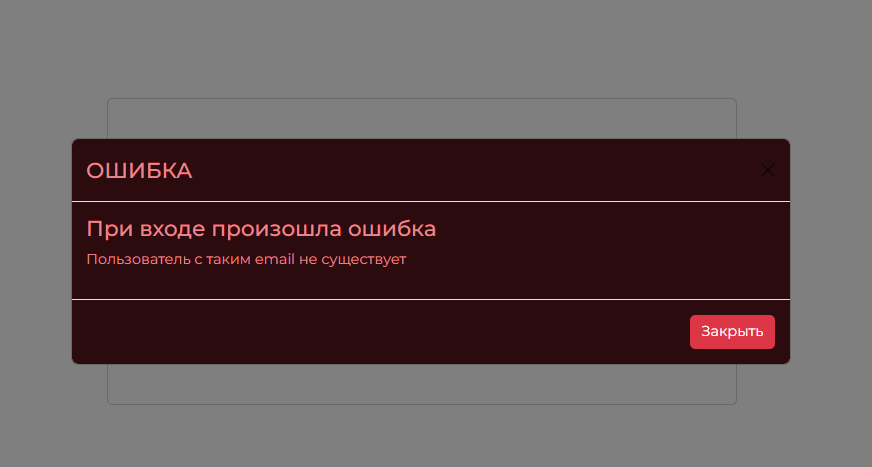 ОШИБКА
При входе произошла ошибка
Пользователь с таким email не существует
Закрыть